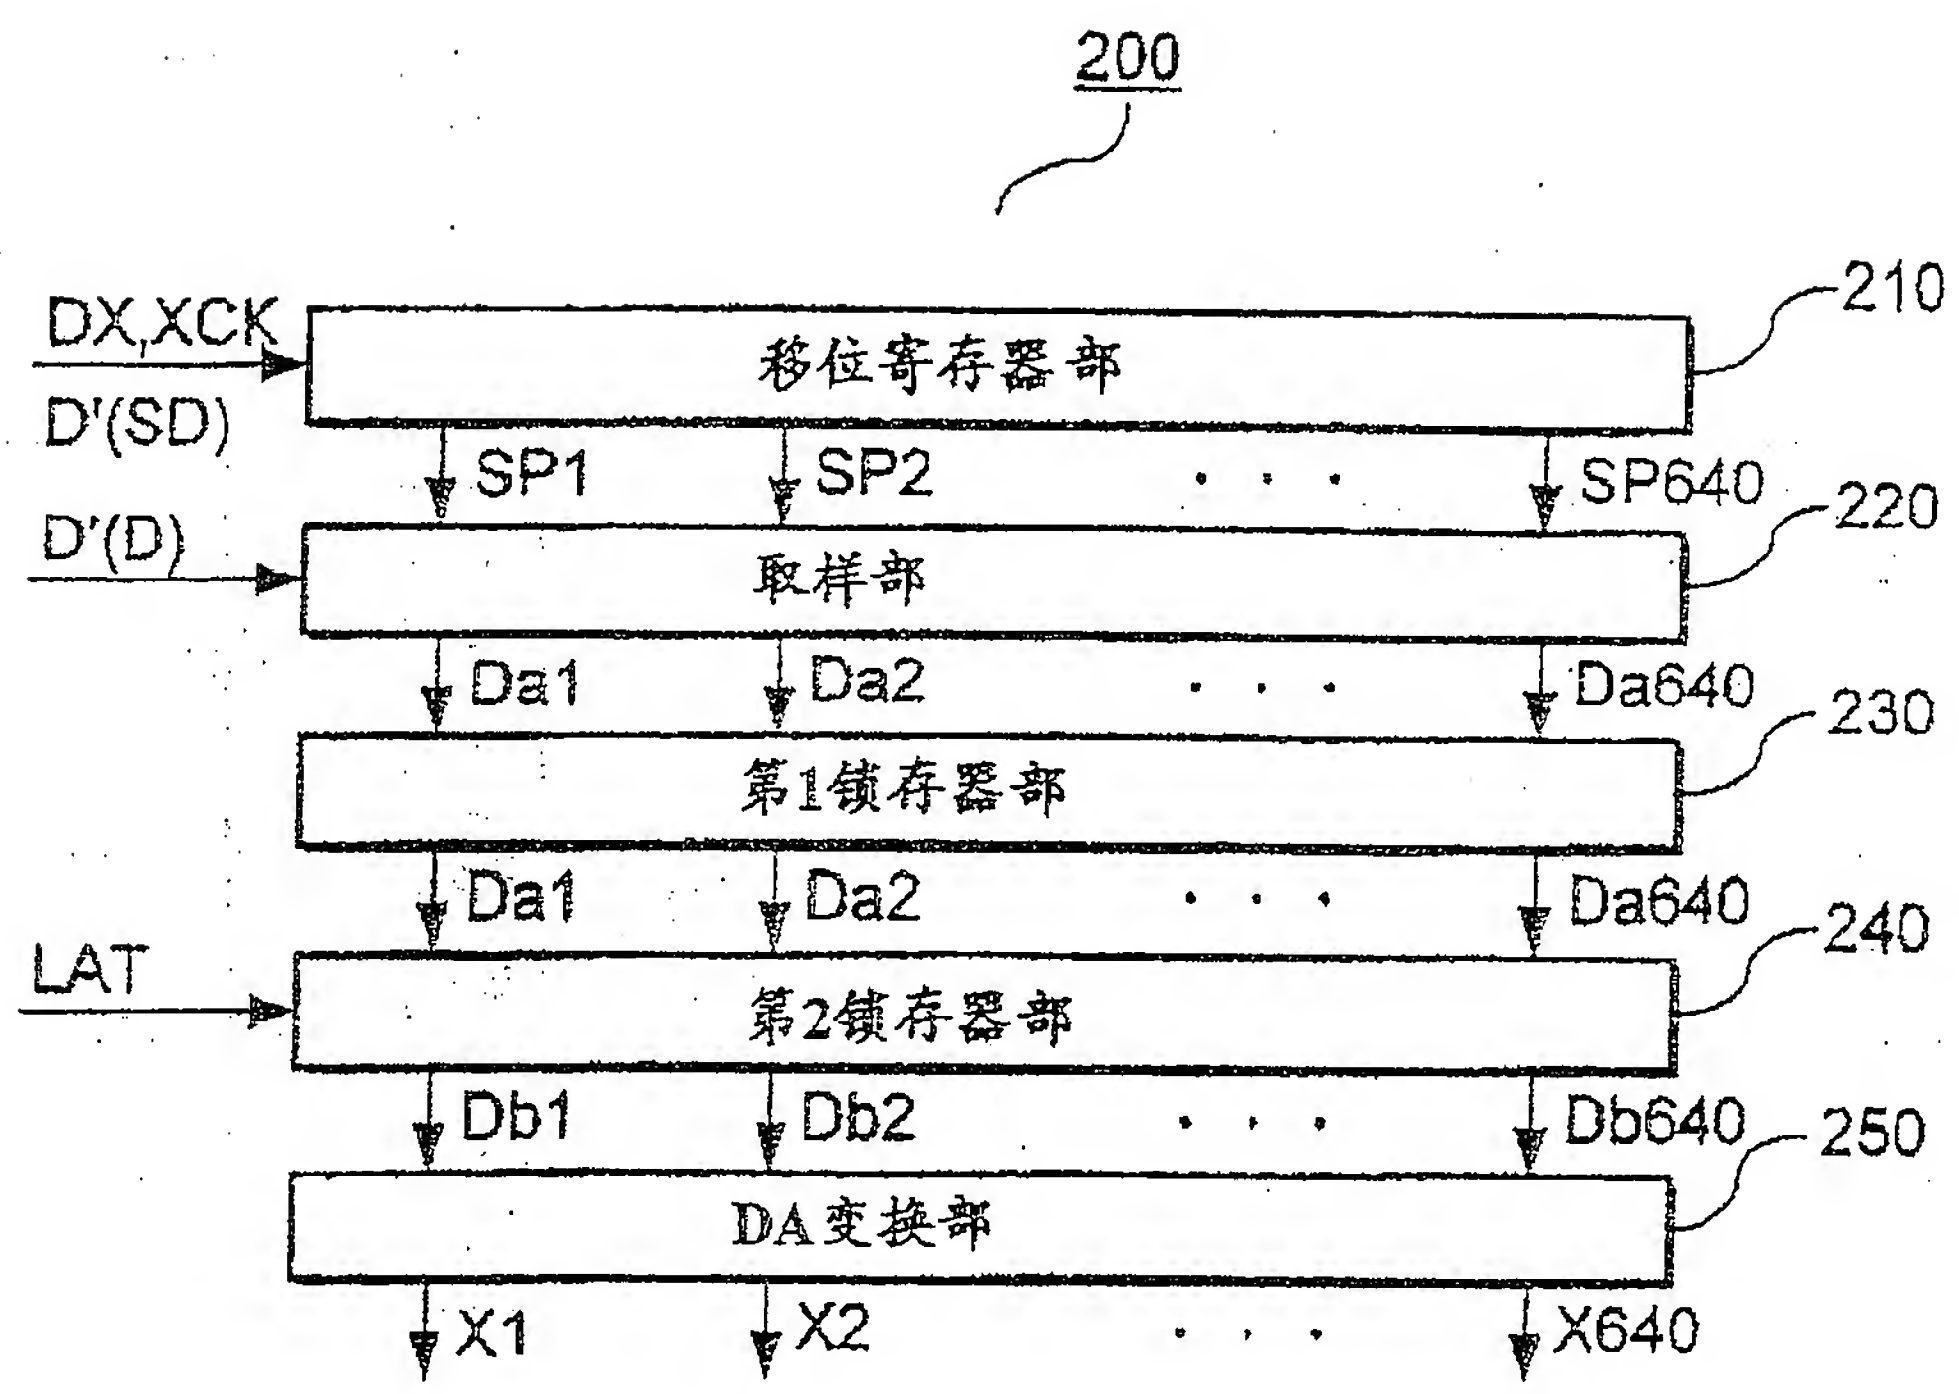 200
DX,XCK
移位寄存器部
210
D'(SD)
SP1
SP2
· · ·
SP640
D'(D)
取样部
220
Da1
Da2
· · ·
Da640
第1锁存器部
230
Da1
Da2
· · ·
Da640
LAT
第2锁存器部
240
Db1
Db2
· · ·
Db640
DA变换部
250
X1
X2
· · ·
X640